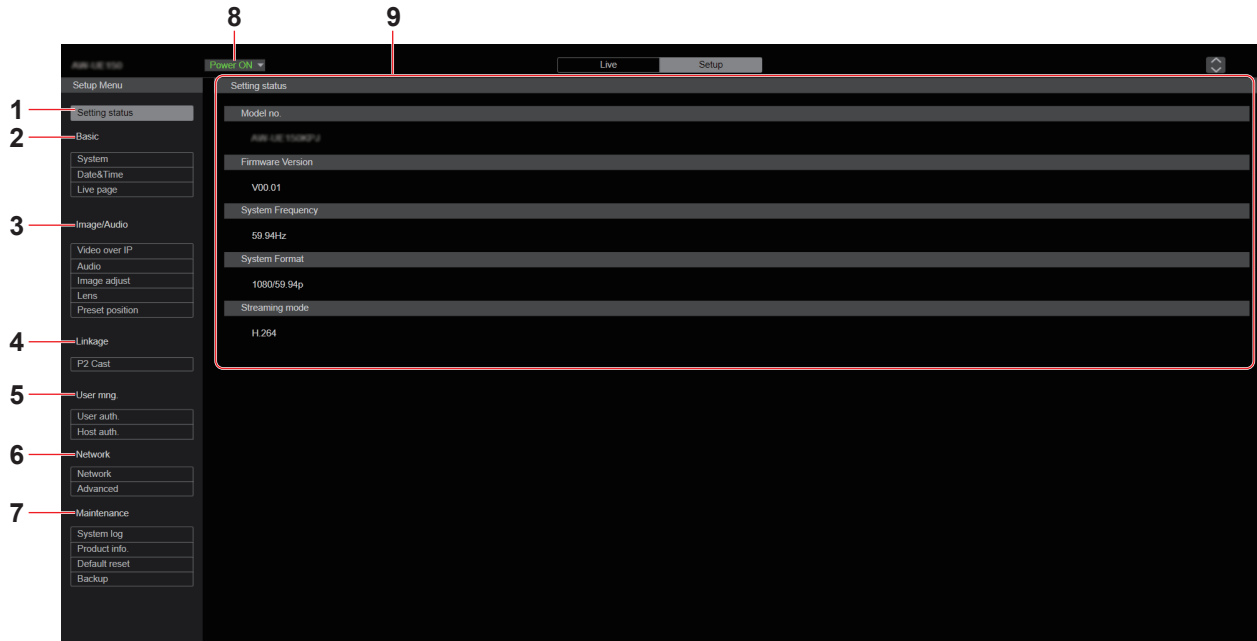 8 9
Power ON
Live Setup
Setup Menu
Setting status
1
Setting status
2
Basic
System
Date&Time
Live page
3
Image/Audio
Video over IP
Audio
Image adjust
Lens
Preset position
4
Linkage
P2 Cast
5
User mng.
User auth.
Host auth.
6
Network
Network
Advanced
7
Maintenance
System log
Product info.
Default reset
Backup
Model no.
Firmware Version
V00.01
System Frequency
59.94Hz
System Format
1080/59.94p
Streaming mode
H.264